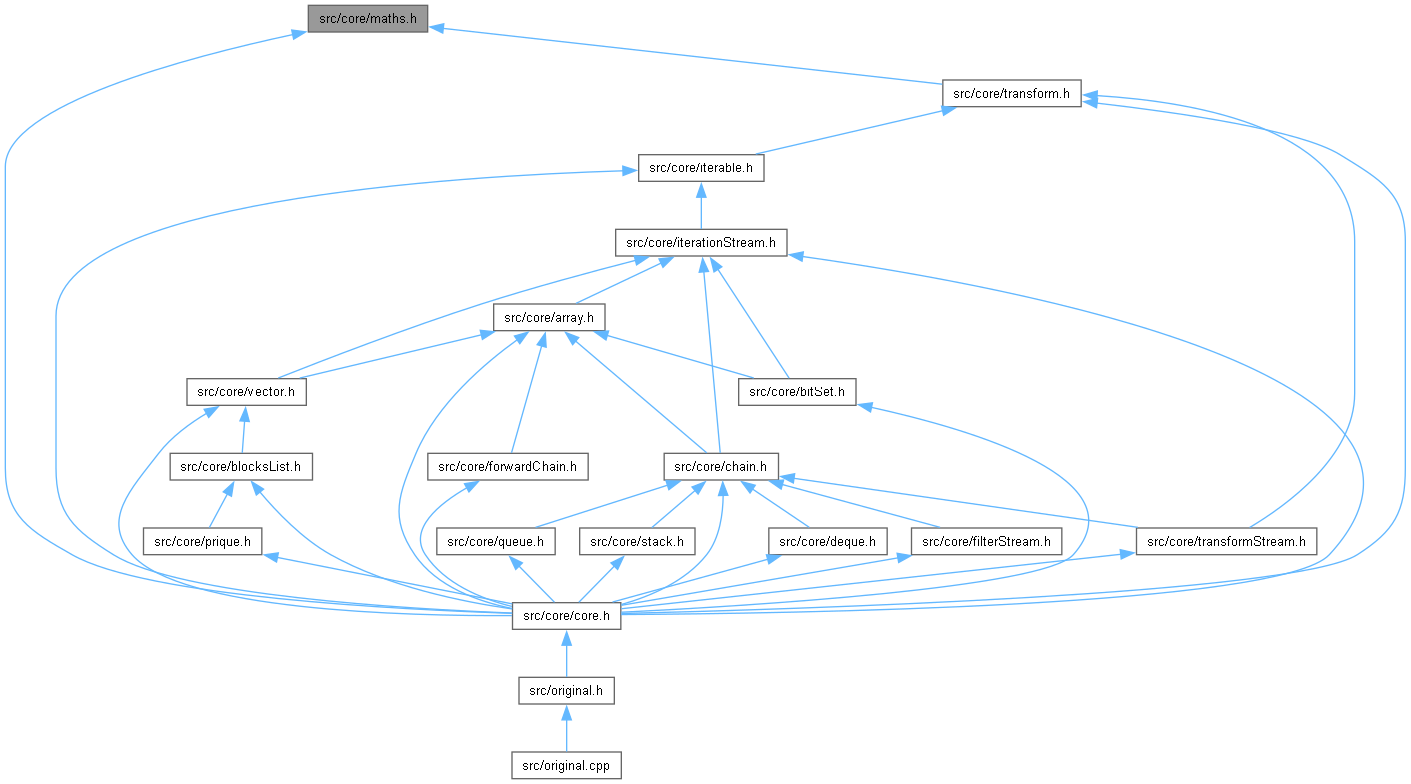 src/core/maths.h
src/core/transform.h
src/core/iterable.h
src/core/iterationStream.h
src/core/array.h
src/core/vector.h
src/core/bitSet.h
src/core/blocksList.h
src/core/forwardChain.h
src/core/chain.h
src/core/prique.h
src/core/queue.h
src/core/stack.h
src/core/deque.h
src/core/filterStream.h
src/core/transformStream.h
src/core/core.h
src/original.h
src/original.cpp